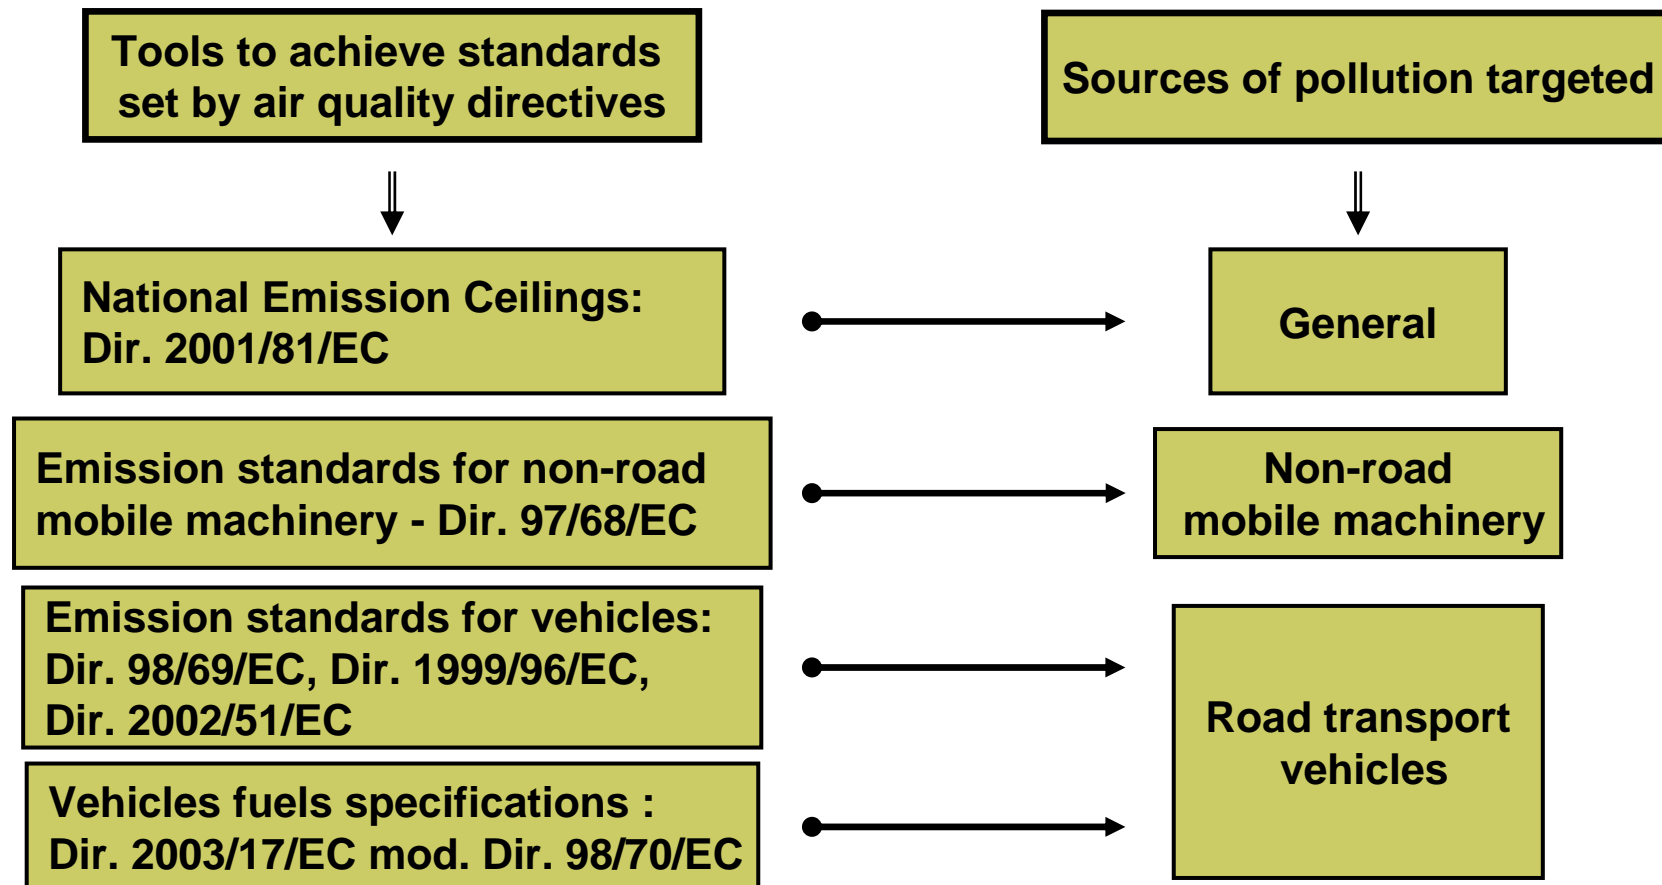 Tools to achieve standards
set by air quality directives
Sources of pollution targeted
National Emission Ceilings:
Dir. 2001/81/EC
General
Emission standards for non-road
mobile machinery - Dir. 97/68/EC
Non-road
mobile machinery
Emission standards for vehicles:
Dir. 98/69/EC, Dir. 1999/96/EC,
Dir. 2002/51/EC
Road transport
vehicles
Vehicles fuels specifications :
Dir. 2003/17/EC mod. Dir. 98/70/EC